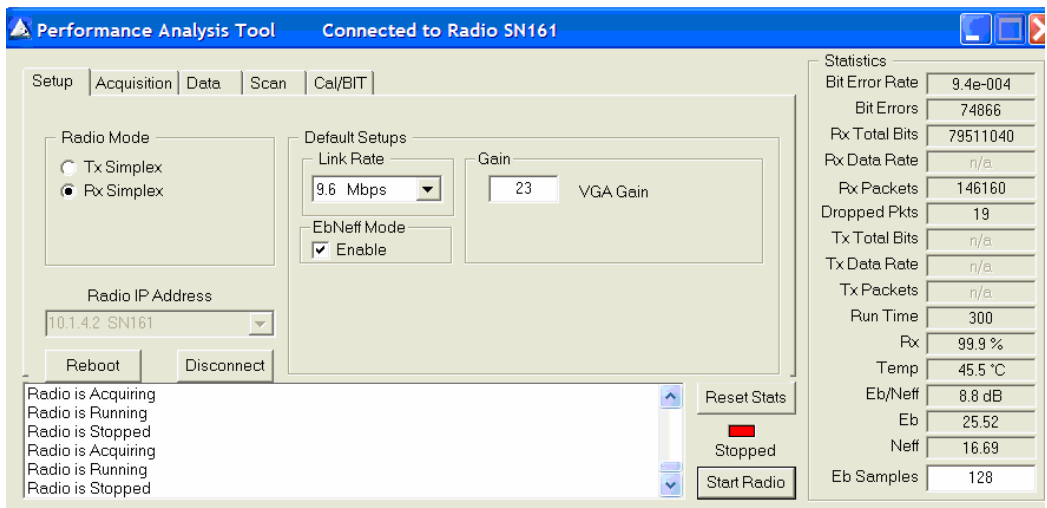 Performance Analysis Tool Connected to Radio SN161
Setup Acquisition Data Scan Cal/BIT
Radio Mode
Tx Simplex
Rx Simplex
Radio IP Address
10.1.4.2 SN161
Reboot Disconnect
Default Setups
Link Rate
9.6 Mbps
EbNeff Mode
Enable
Gain
23 VGA Gain
Radio is Acquiring
Radio is Running
Radio is Stopped
Radio is Acquiring
Radio is Running
Radio is Stopped
Reset Stats
Stopped
Start Radio
Statistics
Bit Error Rate 9.4e-004
Bit Errors 74866
Rx Total Bits 79511040
Rx Data Rate n/a
Rx Packets 146160
Dropped Pkts 19
Tx Total Bits n/a
Tx Data Rate n/a
Tx Packets n/a
Run Time 300
Rx 99.9 %
Temp 45.5 °C
Eb/Neff 8.8 dB
Eb 25.52
Neff 16.69
Eb Samples 128